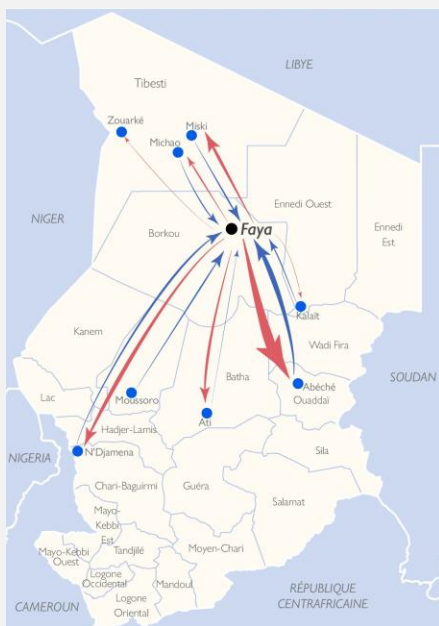 LIBYE
Tibesti
Zouarké
Miski
Michao
Ennedi Ouest
NIGER
Faya
Borkou
Ennedi
Est
Kalaït
Kanem
Wadi Fira
Batha
SOUDAN
Lac
Moussoro
Abéché
Ouaddaï
Ati
Hadjer-Lamis
NIGERIA
N'Djamena
Sila
Chari-Baguirmi
Guéra
Salamat
Mayo-
Kebbi
Est
Mayo-Kebbi
Ouest
Tandjilé
Moyen-Chari
Logone
Occidental
Mandoul
Logone
Oriental
CAMEROUN
RÉPUBLIQUE
CENTRAFRICAINE